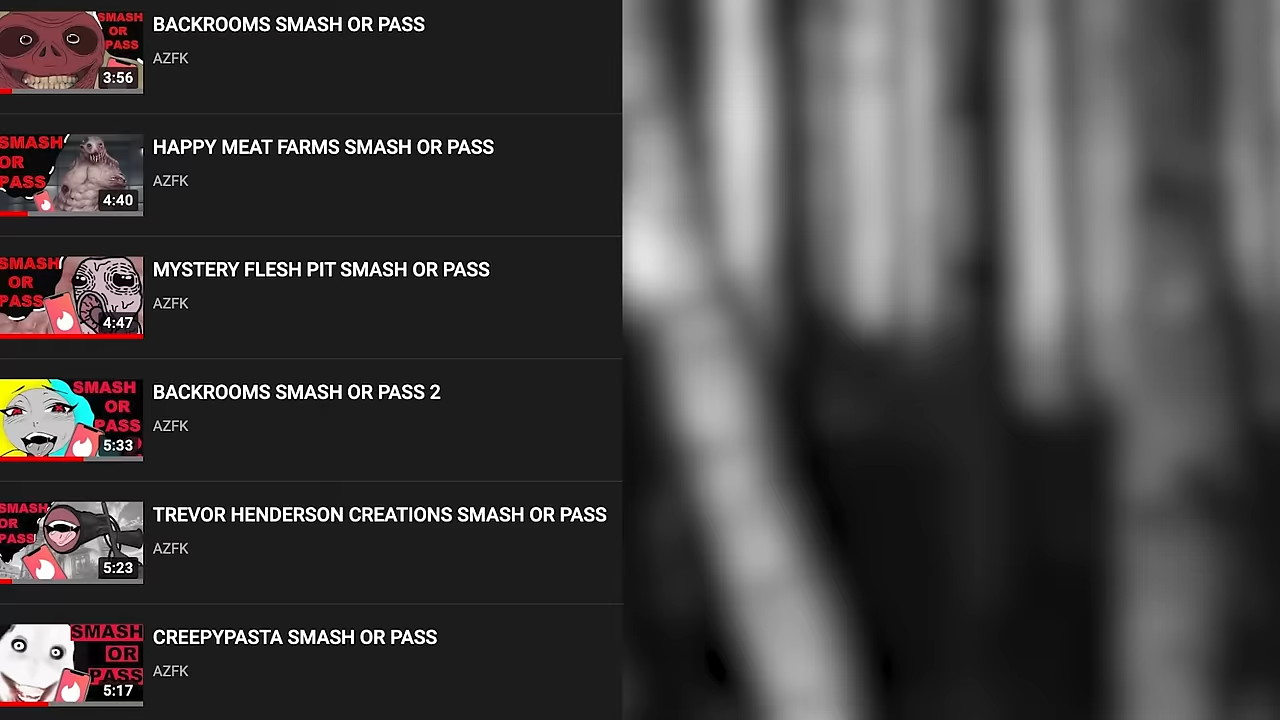 SMASH
OR
PASS
3:56
BACKROOMS SMASH OR PASS
AZFK
SMASH
OR
PASS
4:40
HAPPY MEAT FARMS SMASH OR PASS
AZFK
SMASH
OR
PASS
4:47
MYSTERY FLESH PIT SMASH OR PASS
AZFK
SMASH
OR
PASS
5:33
BACKROOMS SMASH OR PASS 2
AZFK
SMASH
OR
PASS
5:23
TREVOR HENDERSON CREATIONS SMASH OR PASS
AZFK
SMASH
OR
PASS
5:17
CREEPYPASTA SMASH OR PASS
AZFK